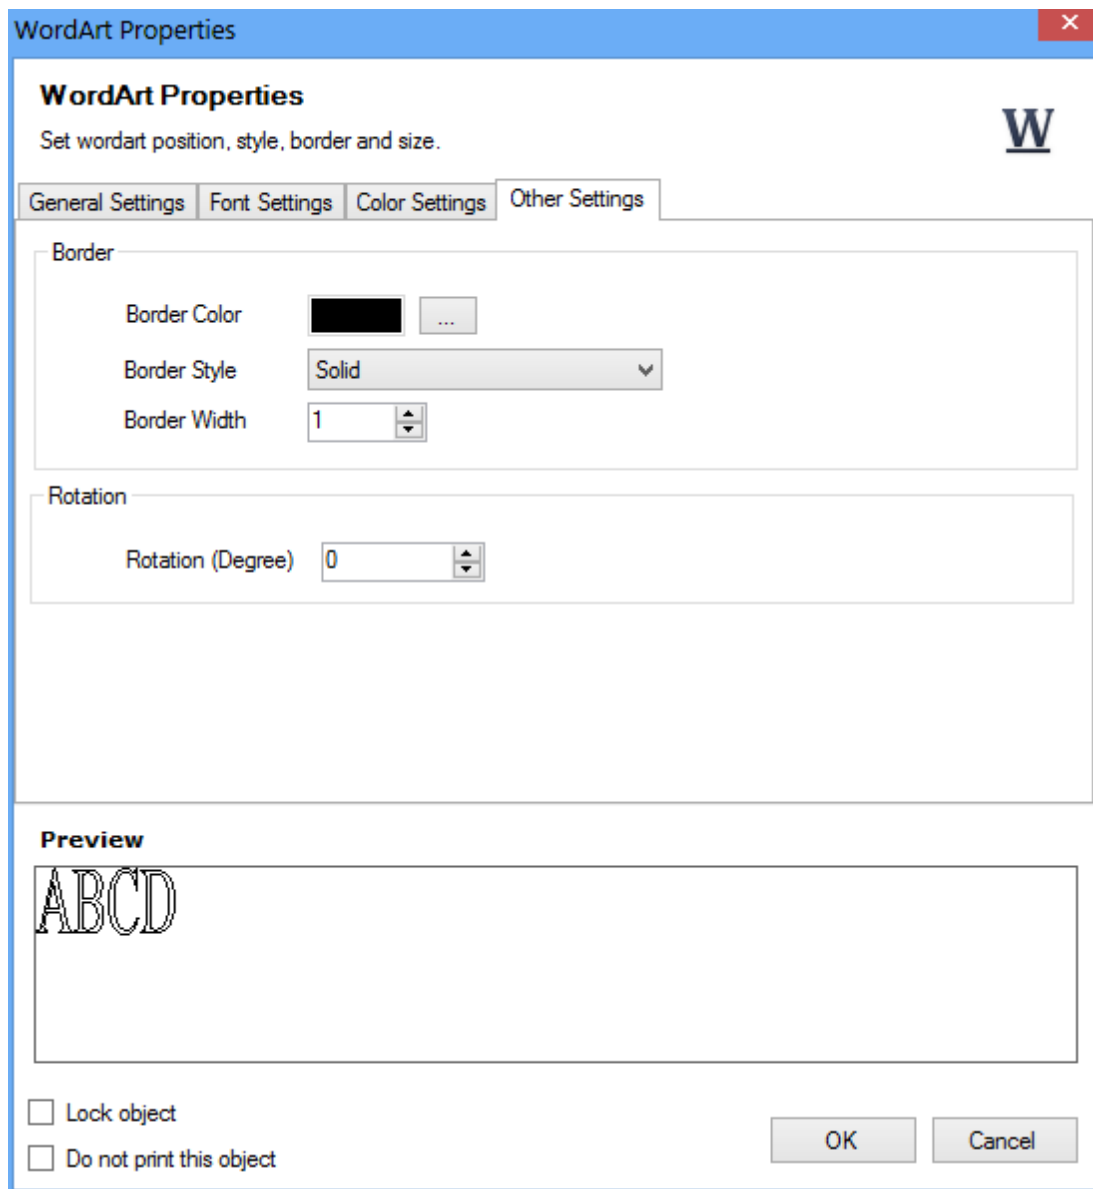 WordArt Properties
WordArt Properties
Set wordart position, style, border and size.
W
General Settings Font Settings Color Settings Other Settings
Border
Border Color ...
Border Style Solid
Border Width 1
Rotation
Rotation (Degree) 0
Preview
ABCD
Lock object
Do not print this object
OK Cancel